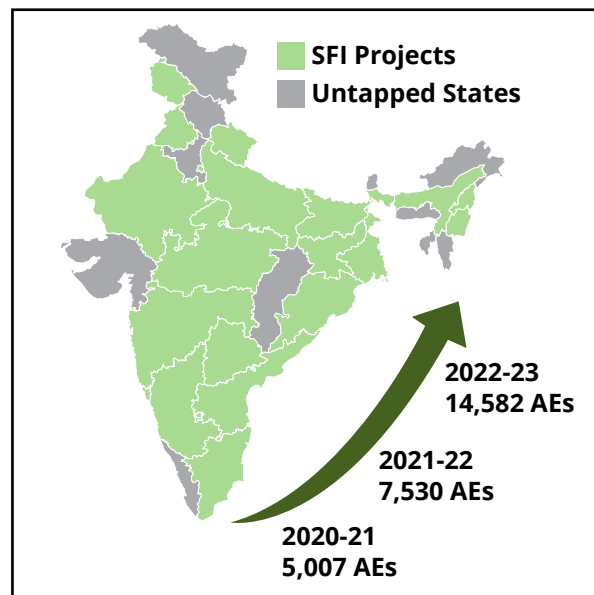 SFI Projects
Untapped States
2022-23
14,582 AEs
2021-22
7,530 AEs
2020-21
5,007 AEs